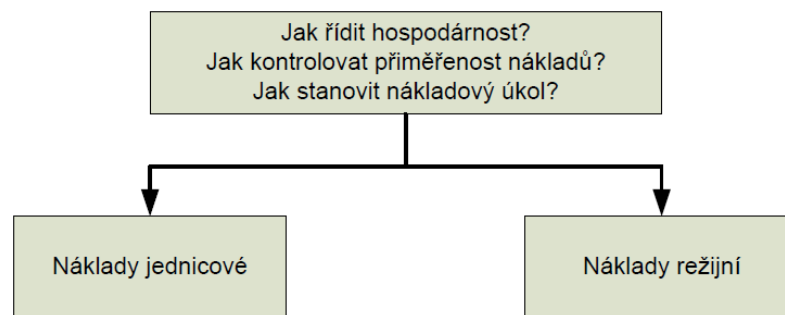 Jak řídit hospodárnost?
Jak kontrolovat přiměřenost nákladů?
Jak stanovit nákladový úkol?
Náklady jednicové
Náklady režijní